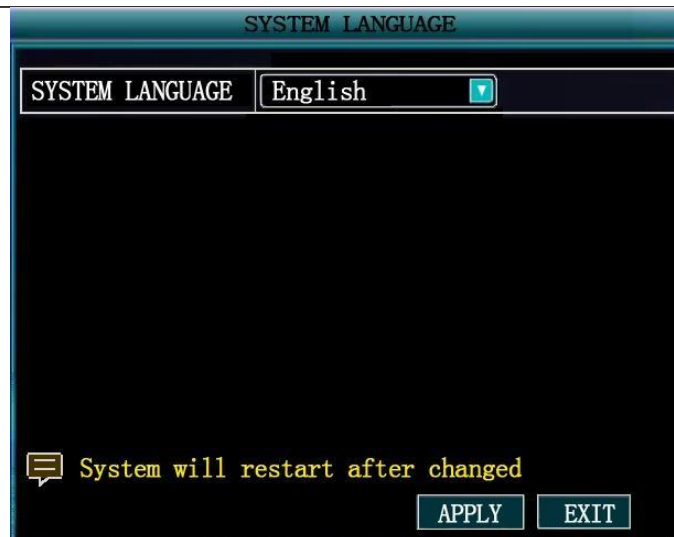 SYSTEM LANGUAGE
SYSTEM LANGUAGE English
System will restart after changed
APPLY EXIT